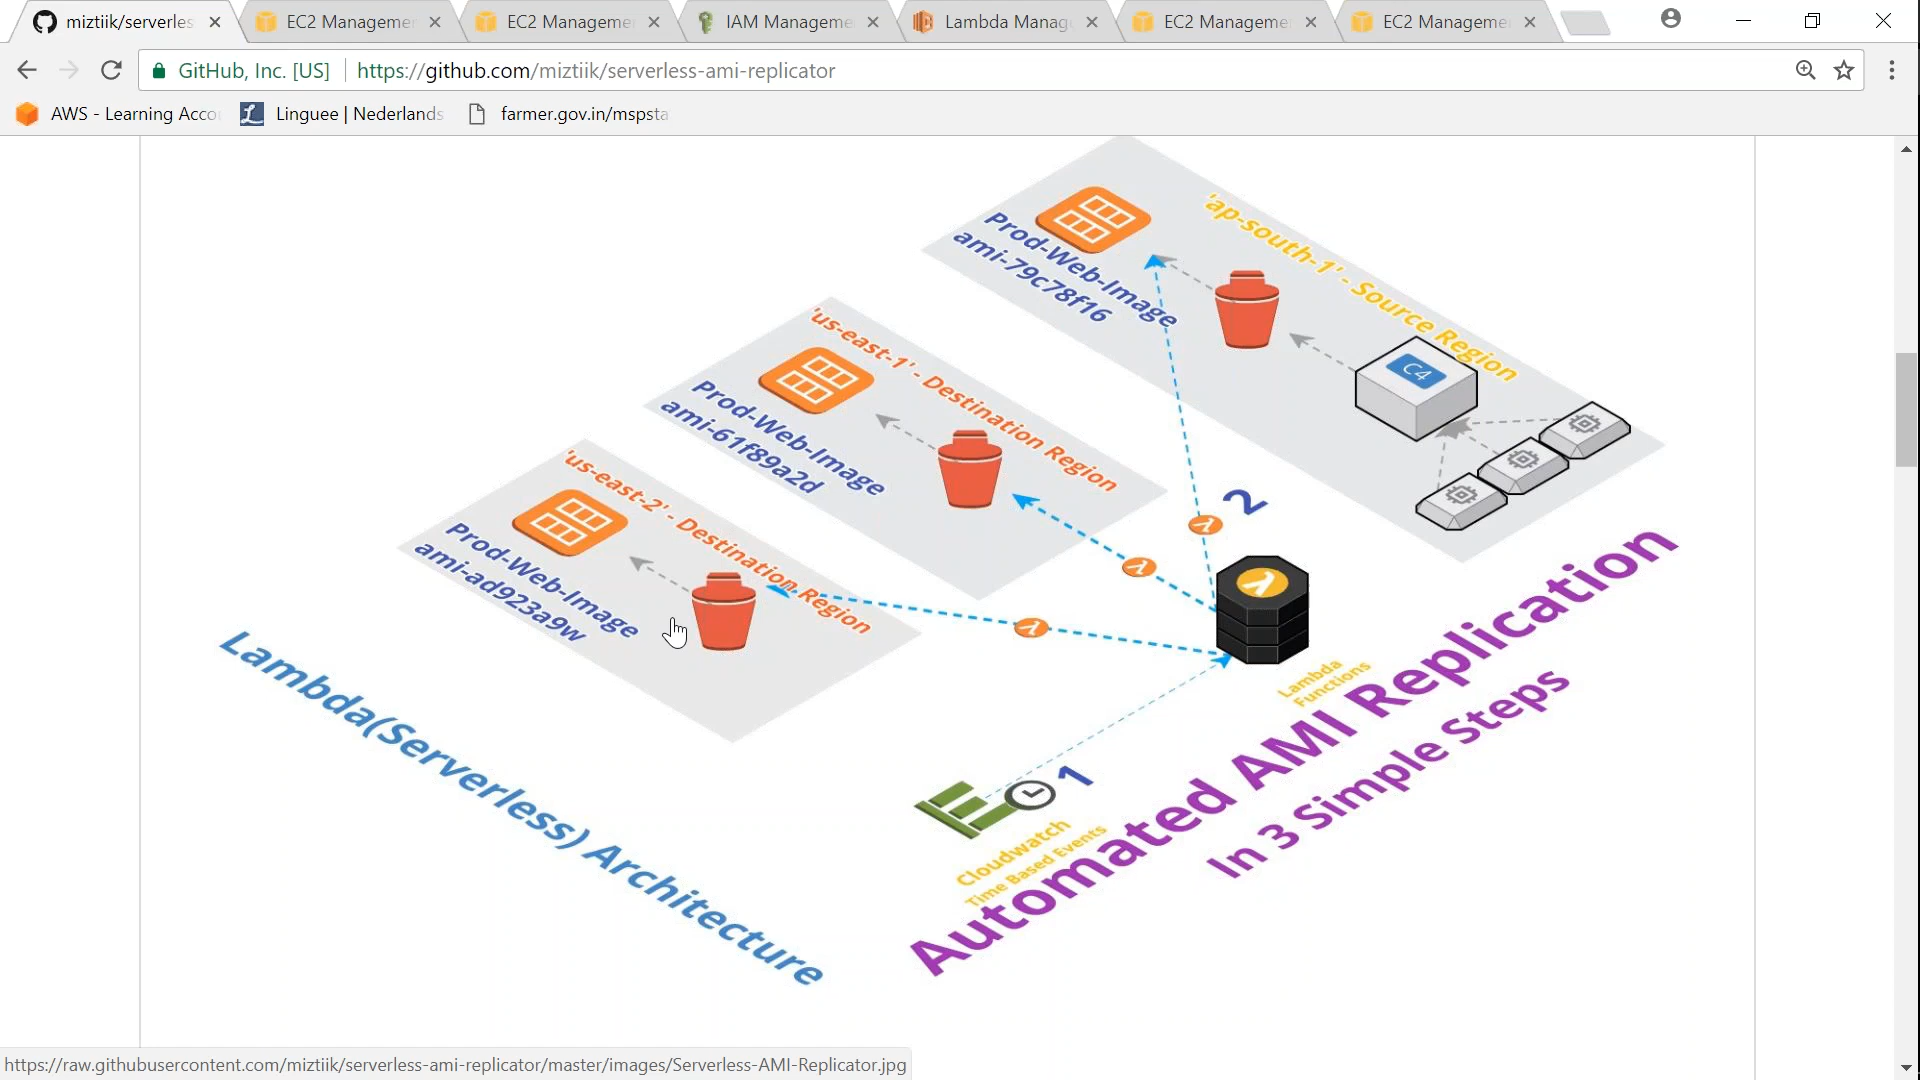 miztiik/serverles
EC2 Manageme
EC2 Manageme
IAM Manageme
Lambda Manag
EC2 Manageme
EC2 Manageme
GitHub, Inc. [US]
https://github.com/miztiik/serverless-ami-replicator
AWS - Learning Acco
Linguee | Nederlands
farmer.gov.in/mspsta
'ap-south-1' - Source Region
Prod-Web-Image
ami-79c78f16
C4
'us-east-1' - Destination Region
Prod-Web-Image
ami-61f89a2d
'us-east-2' - Destination Region
Prod-Web-Image
ami-ad923a9w
2
Lambda
Functions
1
Cloudwatch
Time Based Events
Lambda(Serverless) Architecture
Automated AMI Replication
In 3 Simple Steps
https://raw.githubusercontent.com/miztiik/serverless-ami-replicator/master/images/Serverless-AMI-Replicator.jpg